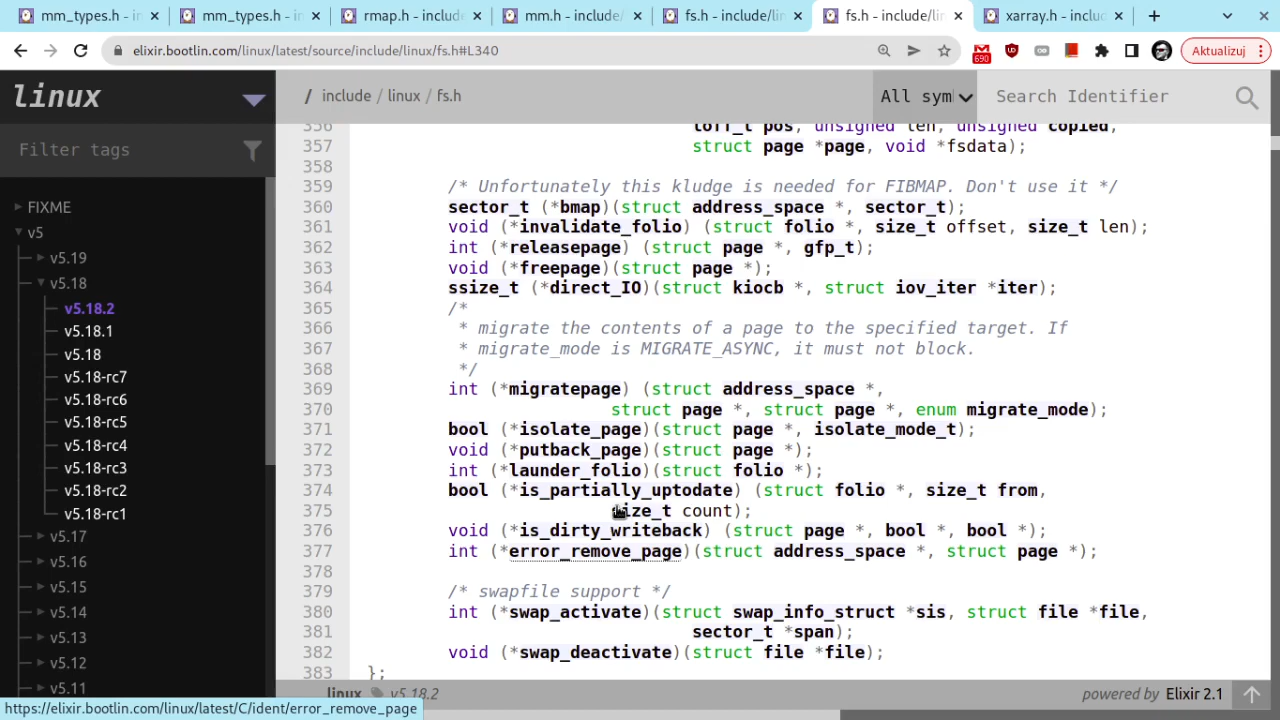 mm_types.h - in
mm_types.h - in
rmap.h - include
mm.h - include/
fs.h - include/lin
fs.h - include/lin
xarray.h - inclu
elixir.bootlin.com/linux/latest/source/include/linux/fs.h#L340
690
Aktualizuj
linux
/ include / linux / fs.h
All sym
Search Identifier
Filter tags
FIXME
v5
v5.19
v5.18
v5.18.2
v5.18.1
v5.18
v5.18-rc7
v5.18-rc6
v5.18-rc5
v5.18-rc4
v5.18-rc3
v5.18-rc2
v5.18-rc1
v5.17
v5.16
v5.15
v5.14
v5.13
v5.12
v5.11
356 loff_t pos, unsigned len, unsigned copied,
357 struct page *page, void *fsdata);
358
359 /* Unfortunately this kludge is needed for FIBMAP. Don't use it */
360 sector_t (*bmap)(struct address_space *, sector_t);
361 void (*invalidate_folio) (struct folio *, size_t offset, size_t len);
362 int (*releasepage) (struct page *, gfp_t);
363 void (*freepage)(struct page *);
364 ssize_t (*direct_IO)(struct kiocb *, struct iov_iter *iter);
365 /*
366 * migrate the contents of a page to the specified target. If
367 * migrate_mode is MIGRATE_ASYNC, it must not block.
368 */
369 int (*migratepage) (struct address_space *,
370 struct page *, struct page *, enum migrate_mode);
371 bool (*isolate_page)(struct page *, isolate_mode_t);
372 void (*putback_page)(struct page *);
373 int (*launder_folio)(struct folio *);
374 bool (*is_partially_uptodate) (struct folio *, size_t from,
375 size_t count);
376 void (*is_dirty_writeback) (struct page *, bool *, bool *);
377 int (*error_remove_page)(struct address_space *, struct page *);
378
379 /* swapfile support */
380 int (*swap_activate)(struct swap_info_struct *sis, struct file *file,
381 sector_t *span);
382 void (*swap_deactivate)(struct file *file);
383 };
linux v5.18.2
powered by Elixir 2.1
https://elixir.bootlin.com/linux/latest/C/ident/error_remove_page